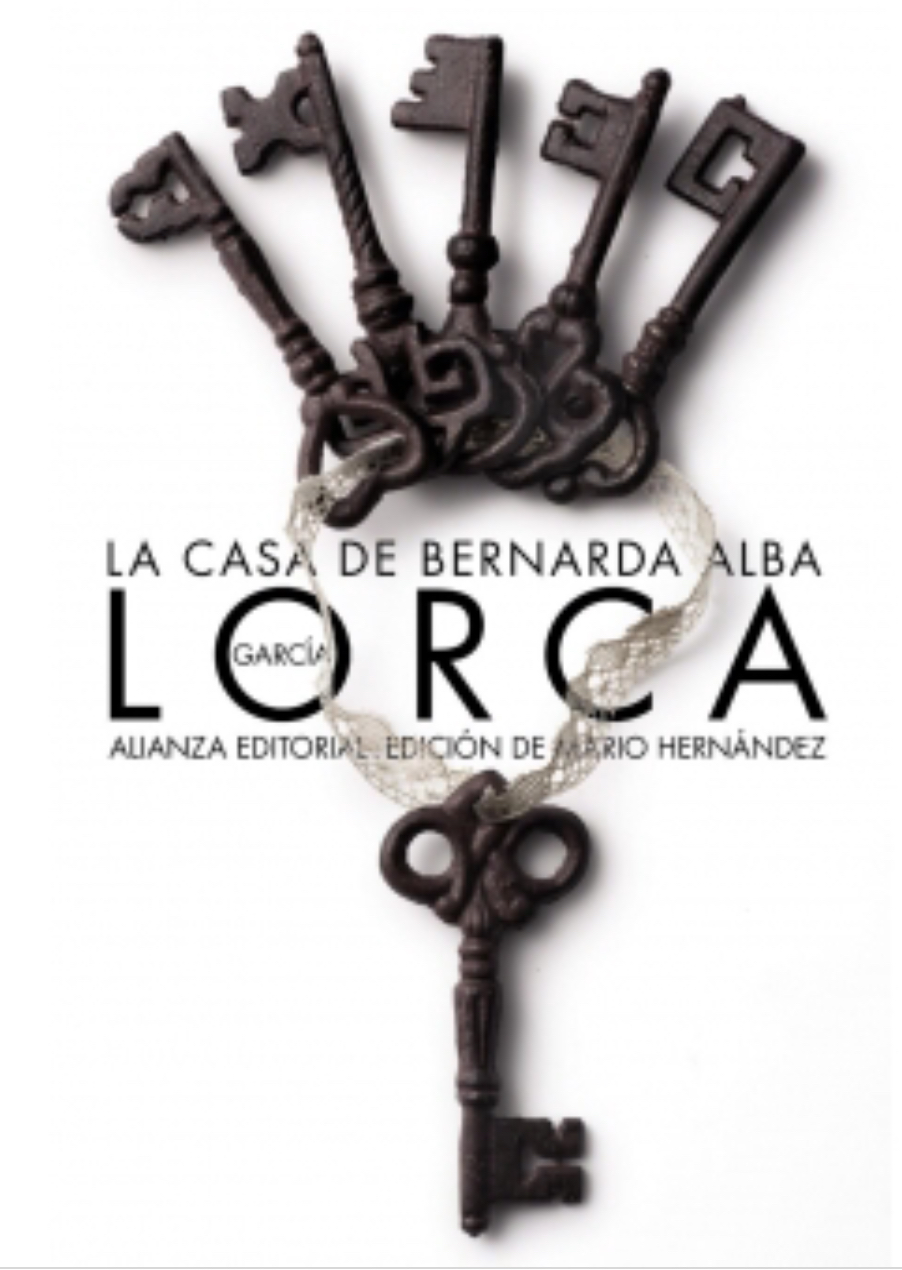 LA CASA DE BERNARDA ALBA
LORCA
GARCÍA
ALIANZA EDITORIAL. EDICIÓN DE MARIO HERNÁNDEZ